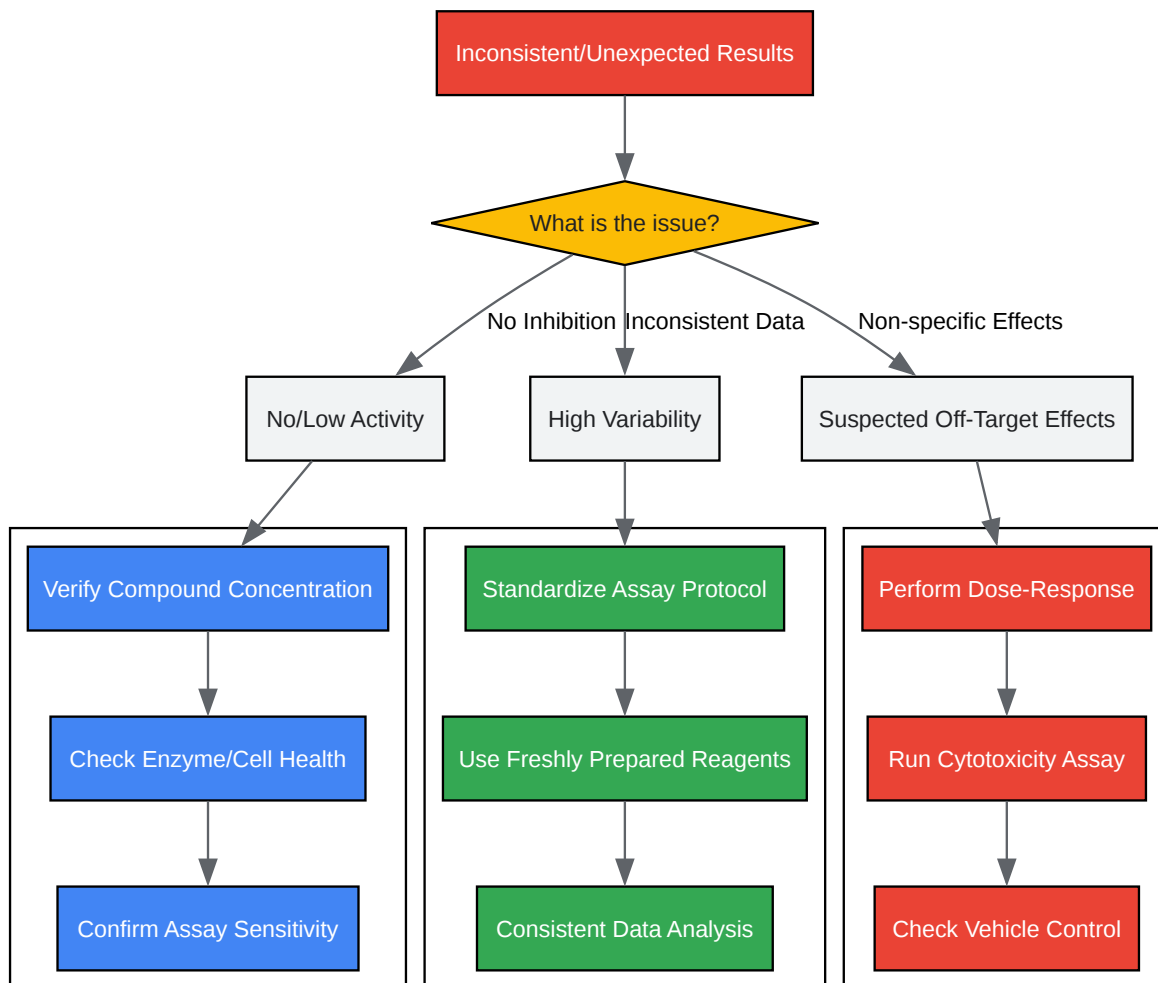 Inconsistent/Unexpected Results
What is the issue?
No Inhibition
Inconsistent Data
Non-specific Effects
No/Low Activity
High Variability
Suspected Off-Target Effects
Verify Compound Concentration
Standardize Assay Protocol
Perform Dose-Response
Check Enzyme/Cell Health
Use Freshly Prepared Reagents
Run Cytotoxicity Assay
Confirm Assay Sensitivity
Consistent Data Analysis
Check Vehicle Control